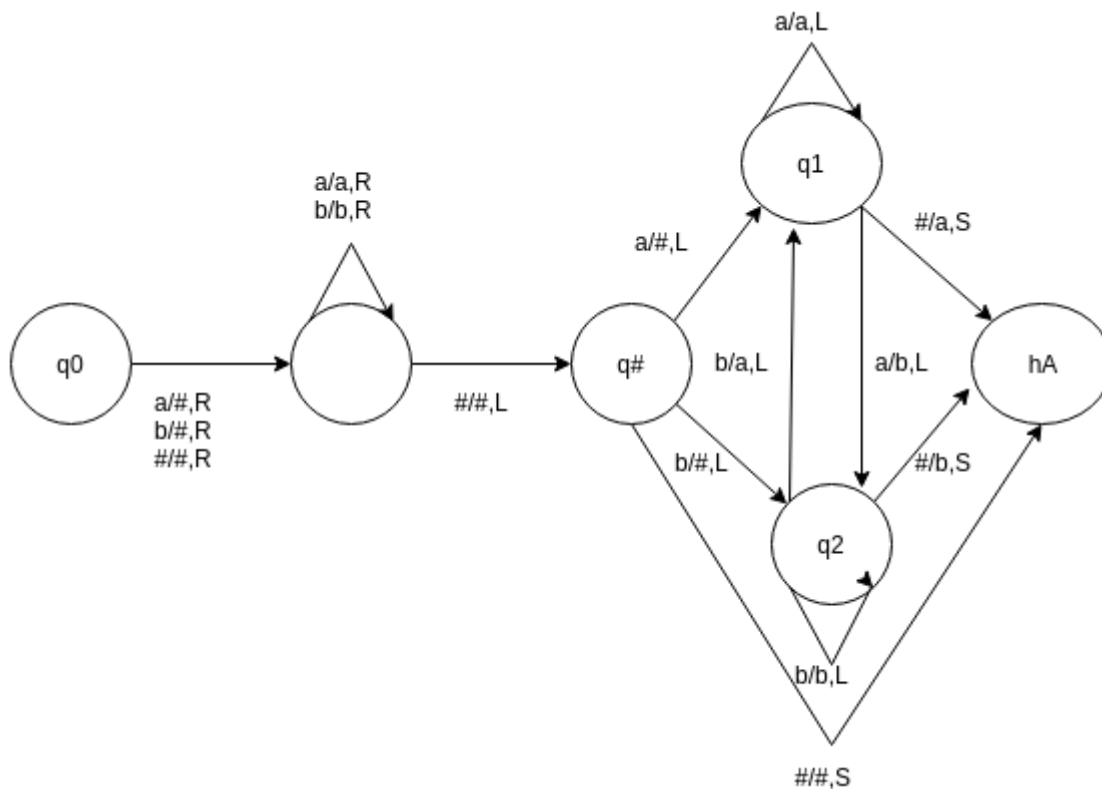 a/a,L
q1
a/a,R
b/b,R
#/a,S
a/#,L
q0
q#
b/a,L
a/b,L
hA
a/#,R
b/#,R
#/#,R
#/#,L
b/#,L
#/b,S
q2
b/b,L
#/#,S